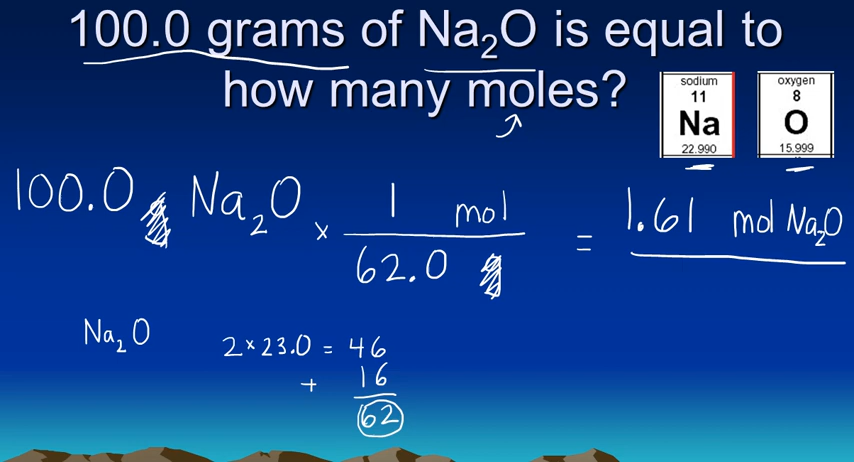 100.0 grams of Na₂O is equal to
how many moles?
sodium
11
Na
22.990
oxygen
8
O
15.999
100.0 g Na₂O × 1 mol / 62.0 g = 1.61 mol Na₂O
Na₂O
2 × 23.0 = 46
+ 16
62